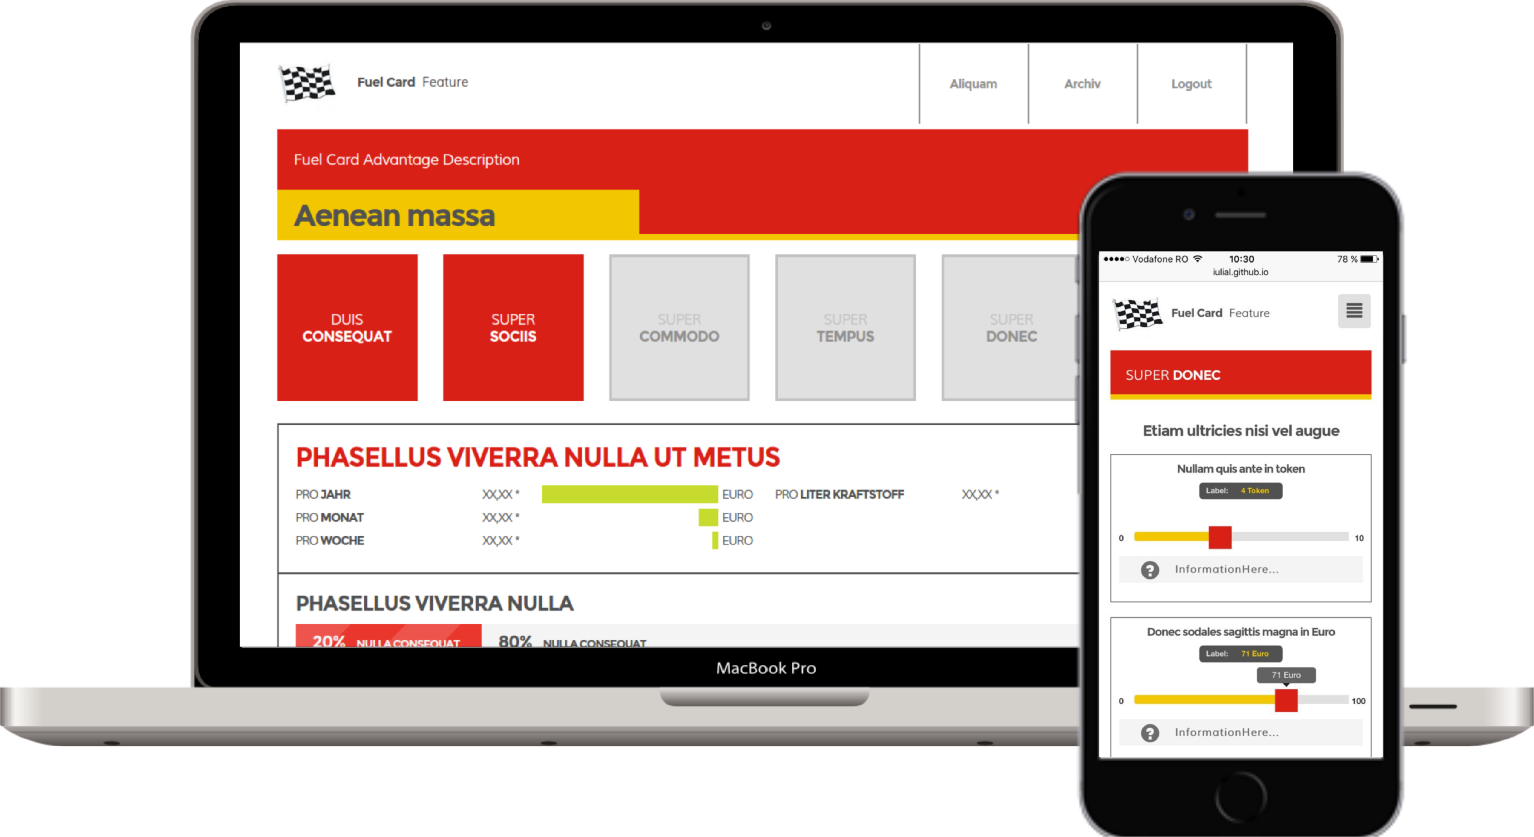 Fuel Card Feature
Aliquam
Archiv
Logout
Fuel Card Advantage Description
Aenean massa
DUIS
CONSEQUAT
SUPER
SOCIIS
SUPER
COMMODO
SUPER
TEMPUS
SUPER
DONEC
PHASELLUS VIVERRA NULLA UT METUS
PRO JAHR XX,XX * EURO PRO LITER KRAFTSTOFF XX,XX *
PRO MONAT XX,XX * EURO
PRO WOCHE XX,XX * EURO
PHASELLUS VIVERRA NULLA
20% NULLA CONSEQUAT 80% NULLA CONSEQUAT
MacBook Pro
Vodafone RO 10:30 78 %
iulial.github.io
Fuel Card Feature
SUPER DONEC
Etiam ultricies nisi vel augue
Nullam quis ante in token
Label: 4 Token
0 10
? InformationHere...
Donec sodales sagittis magna in Euro
Label: 71 Euro
71 Euro
0 100
? InformationHere...